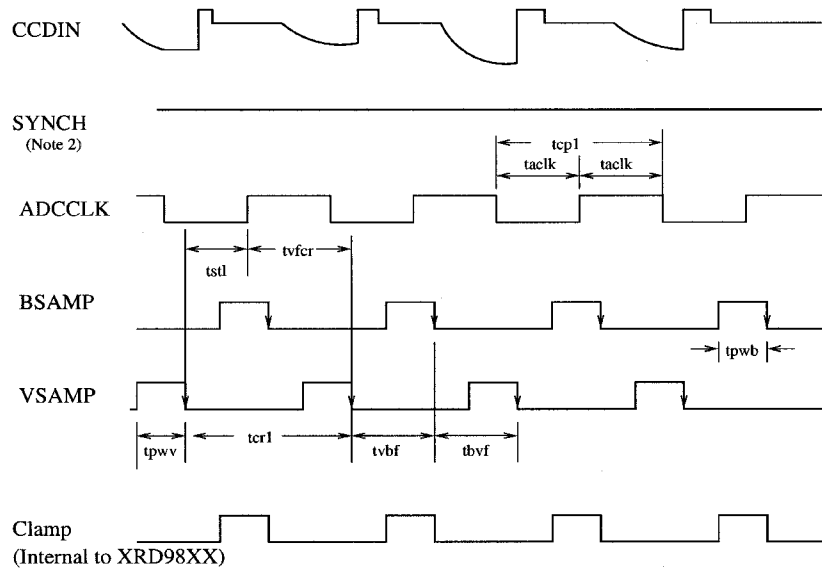 CCDIN
SYNCH
(Note 2)
tcp1
taclk taclk
ADCCLK
tstl tvfcr
BSAMP
tpwb
VSAMP
tpwv tcr1 tvbf tbvf
Clamp
(Internal to XRD98XX)